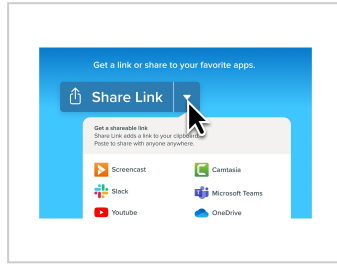 Get a link or share to your favorite apps.
Share Link
Get a shareable link
Share Link adds a link to your clipboard.
Paste to share with anyone anywhere.
Screencast
Camtasia
Slack
Microsoft Teams
Youtube
OneDrive